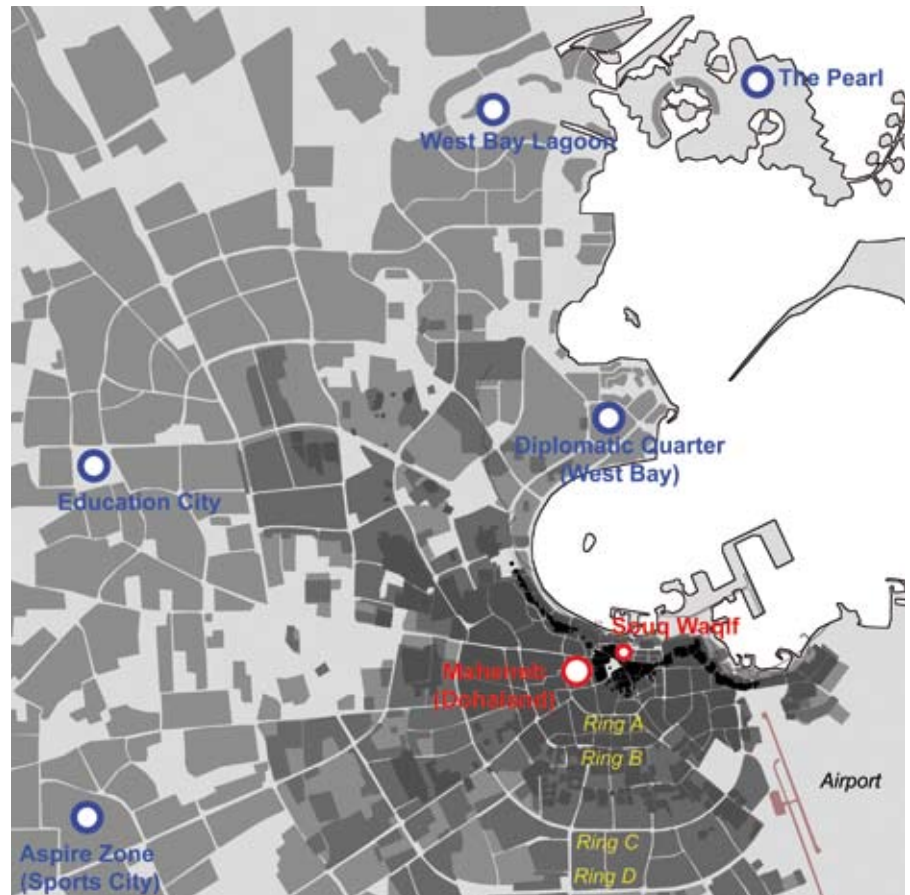 The Pearl
West Bay Lagoon
Diplomatic Quarter
(West Bay)
Education City
Souq Waqif
Maheireb
(Dohaland)
Ring A
Ring B
Airport
Ring C
Ring D
Aspire Zone
(Sports City)